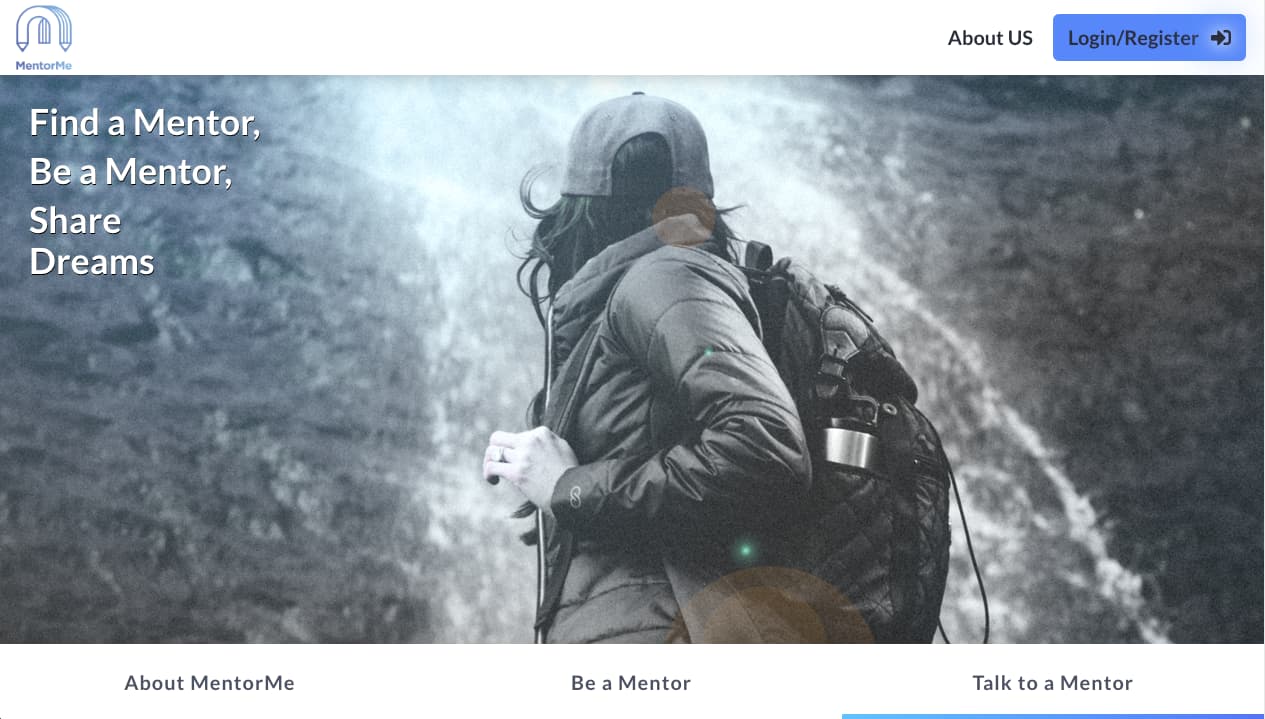 MentorMe
About US
Login/Register
Find a Mentor,
Be a Mentor,
Share
Dreams
About MentorMe
Be a Mentor
Talk to a Mentor